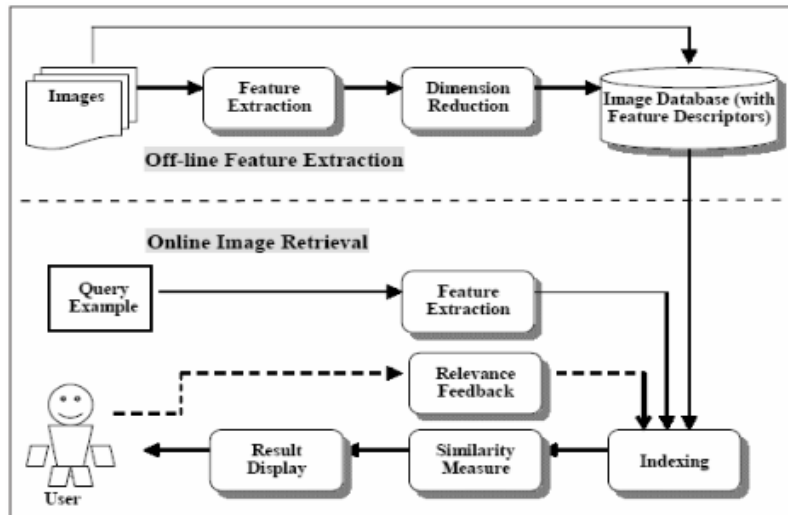 Images
Feature
Extraction
Dimension
Reduction
Image Database (with
Feature Descriptors)
Off-line Feature Extraction
Online Image Retrieval
Query
Example
Feature
Extraction
Relevance
Feedback
Result
Display
Similarity
Measure
Indexing
User